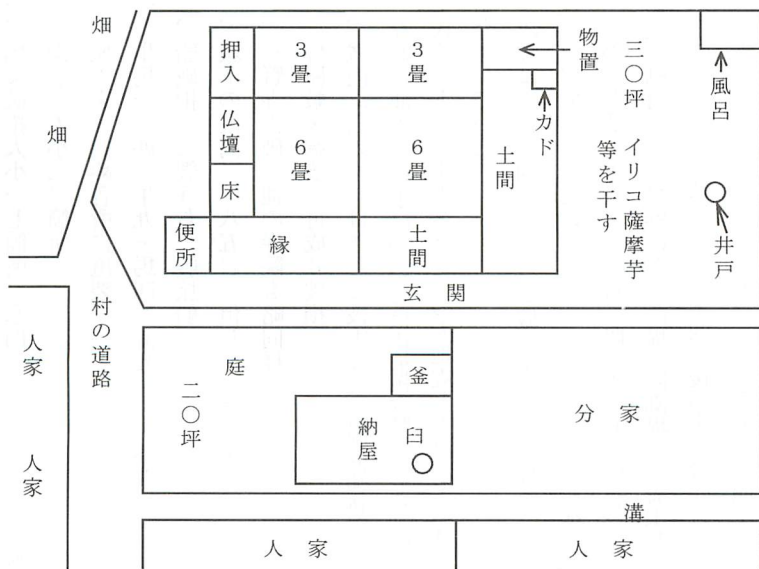 畑
畑
押入
3畳
3畳
物置
三〇坪
風呂
仏壇
6畳
6畳
カド
土間
イリコ薩摩芋
等を干す
床
井戸
便所
縁
土間
玄関
村の道路
人家
人家
庭
二〇坪
釜
納屋
臼
分家
溝
人家
人家